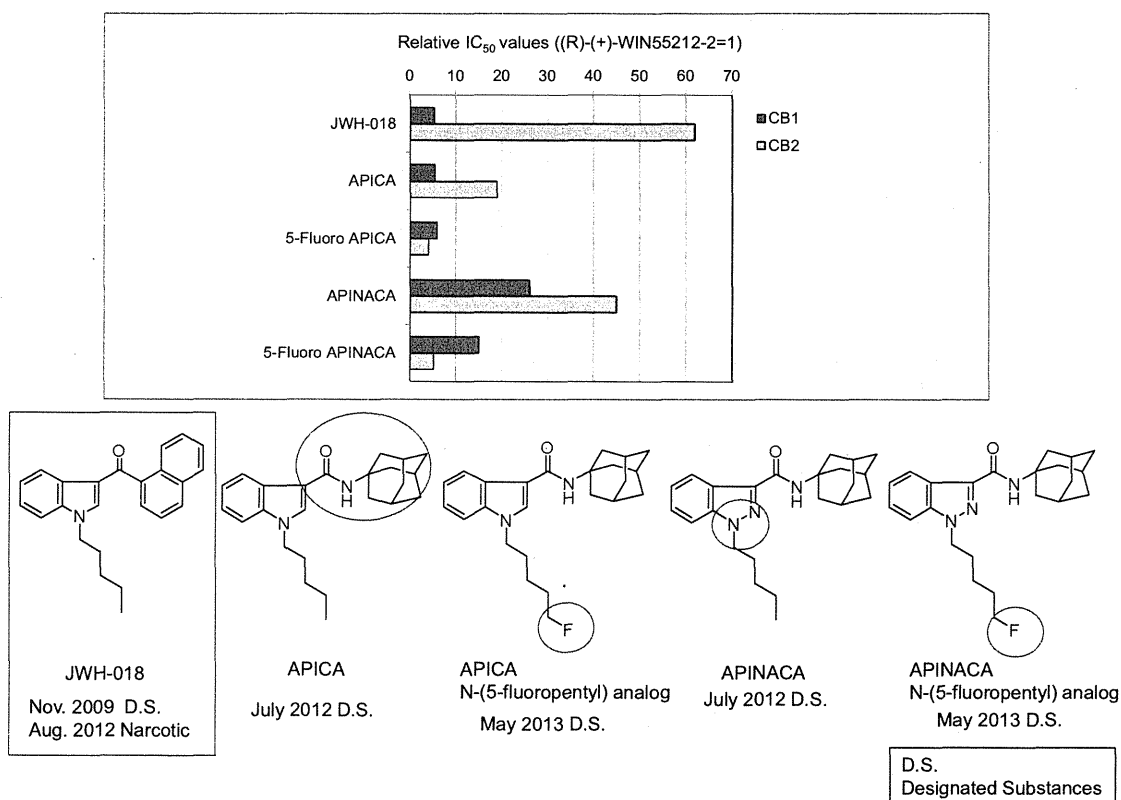 Relative IC50 values ((R)-(+)-WIN55212-2=1)
0 10 20 30 40 50 60 70
JWH-018
APICA
5-Fluoro APICA
APINACA
5-Fluoro APINACA
CB1
CB2
O
N
JWH-018
Nov. 2009 D.S.
Aug. 2012 Narcotic
O
N
H
N
APICA
July 2012 D.S.
O
N
H
N
F
APICA
N-(5-fluoropentyl) analog
May 2013 D.S.
O
N
H
N
N
APINACA
July 2012 D.S.
O
N
H
N
N
F
APINACA
N-(5-fluoropentyl) analog
May 2013 D.S.
D.S.
Designated Substances